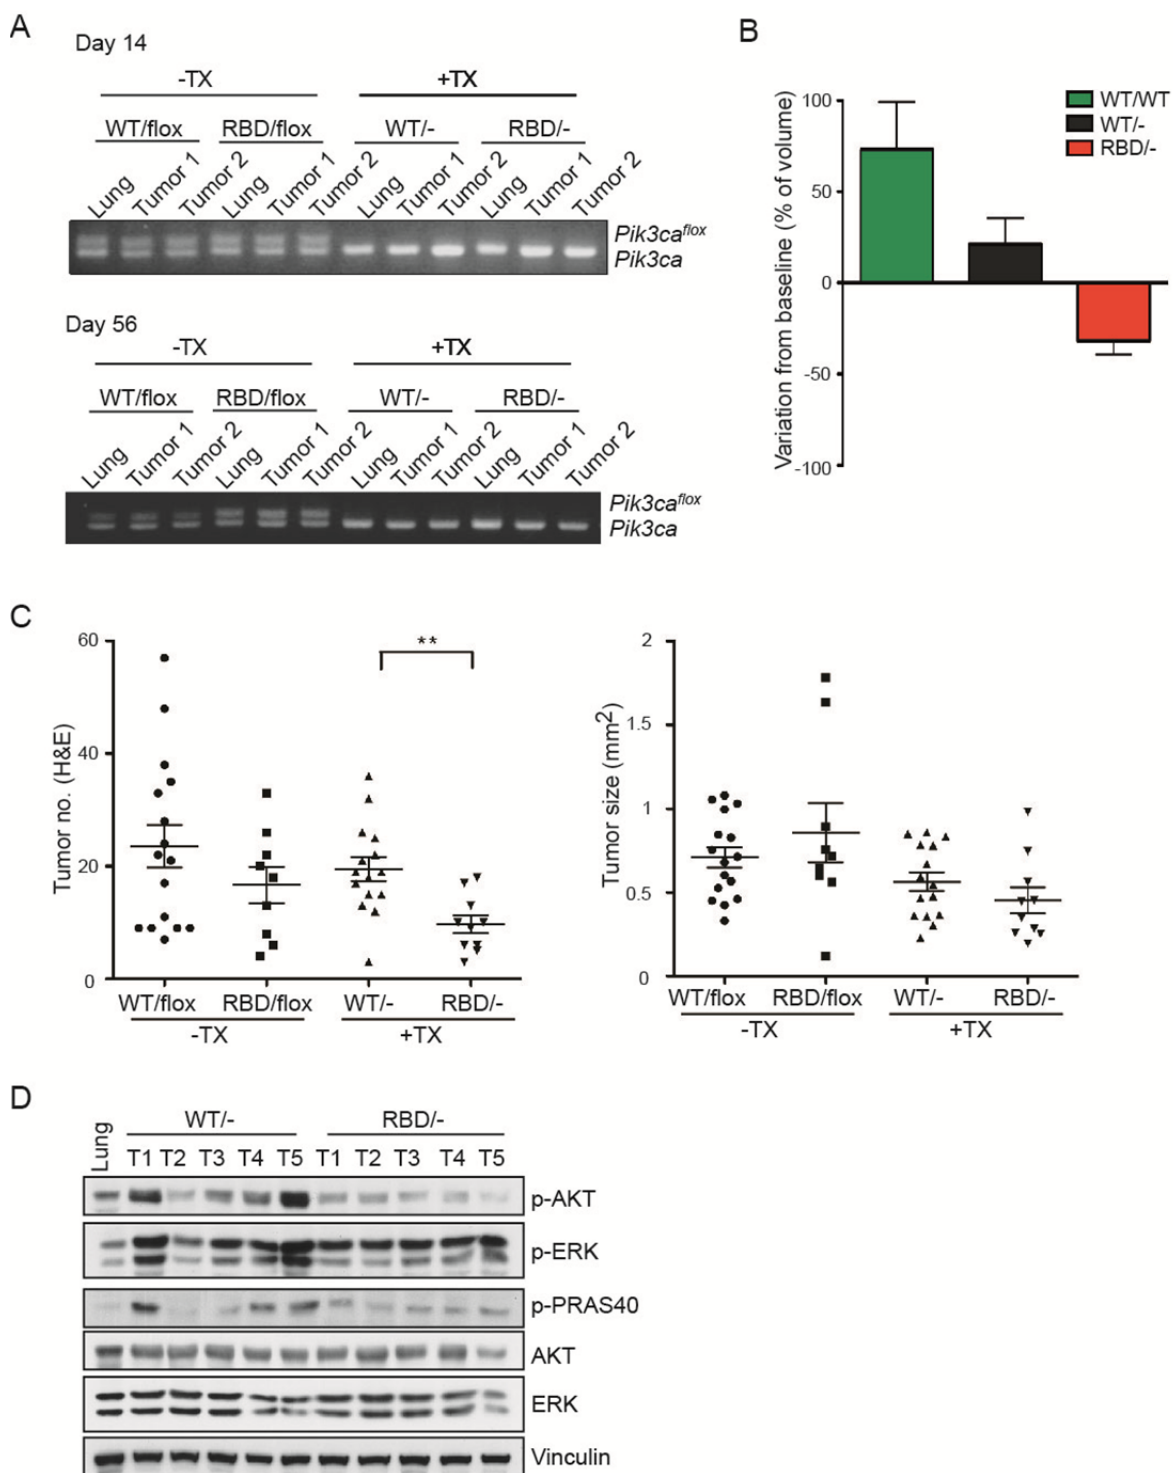 A
Day 14
-TX +TX
WT/flox RBD/flox WT/- RBD/-
Lung Tumor 1 Tumor 2 Lung Tumor 1 Tumor 2 Lung Tumor 1 Tumor 2 Lung Tumor 1 Tumor 2
Pik3caflox
Pik3ca
Day 56
-TX +TX
WT/flox RBD/flox WT/- RBD/-
Lung Tumor 1 Tumor 2 Lung Tumor 1 Tumor 2 Lung Tumor 1 Tumor 2 Lung Tumor 1 Tumor 2
Pik3caflox
Pik3ca
B
Variation from baseline (% of volume)
100
50
0
-50
-100
WT/WT
WT/-
RBD/-
C
Tumor no. (H&E)
60
40
20
0
**
WT/flox RBD/flox WT/- RBD/-
-TX +TX
Tumor size (mm2)
2
1.5
1
0.5
0
WT/flox RBD/flox WT/- RBD/-
-TX +TX
D
WT/- RBD/-
Lung T1 T2 T3 T4 T5 T1 T2 T3 T4 T5
p-AKT
p-ERK
p-PRAS40
AKT
ERK
Vinculin